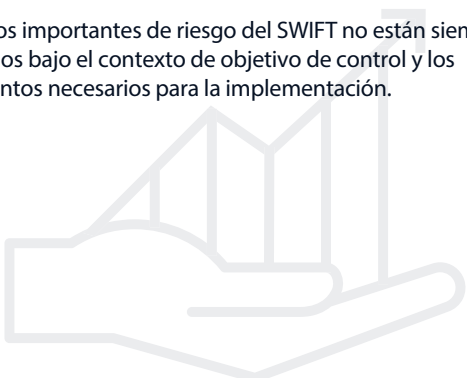 os importantes de riesgo del SWIFT no están sien
os bajo el contexto de objetivo de control y los
ntos necesarios para la implementación.